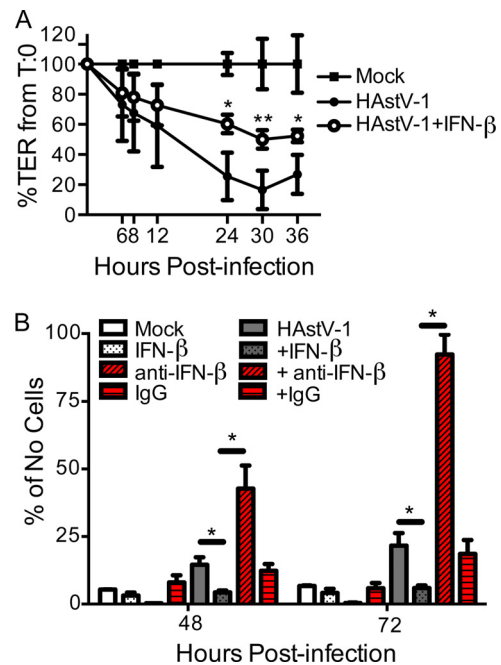 A
%TER from T:0
120
100
80
60
40
20
0
* ** *
68 12 24 30 36
Hours Post-infection
Mock
HAstV-1
HAstV-1+IFN-β
B
% of No Cells
100
75
50
25
0
Mock
IFN-β
anti-IFN-β
IgG
HAstV-1
+IFN-β
+ anti-IFN-β
+IgG
* * * *
48 72
Hours Post-infection